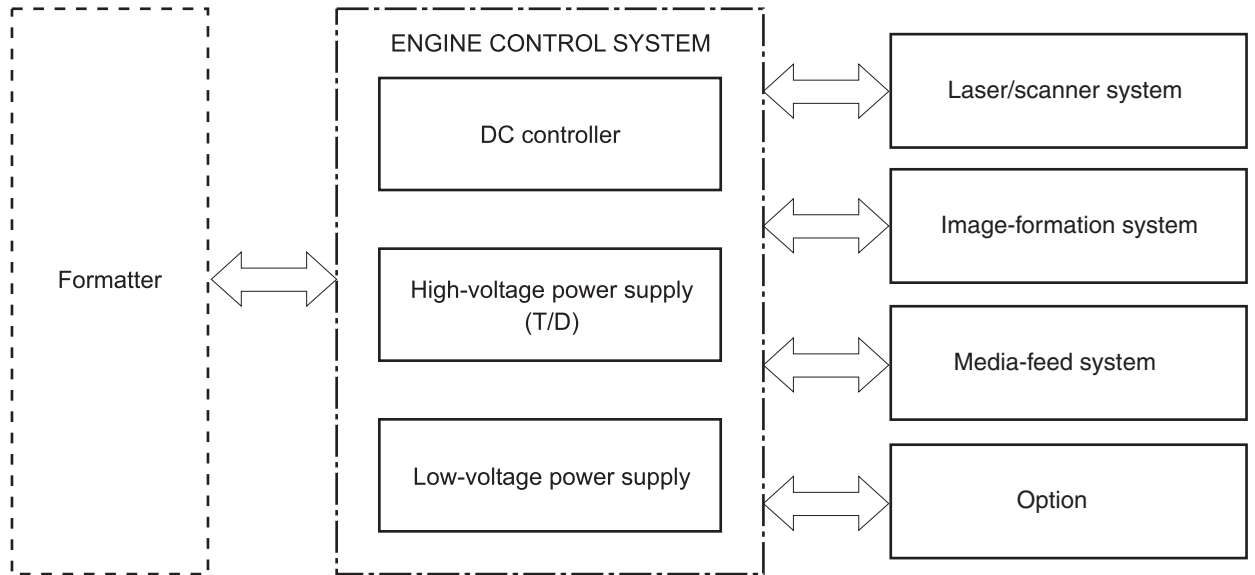 ENGINE CONTROL SYSTEM
DC controller
High-voltage power supply
(T/D)
Low-voltage power supply
Formatter
Laser/scanner system
Image-formation system
Media-feed system
Option